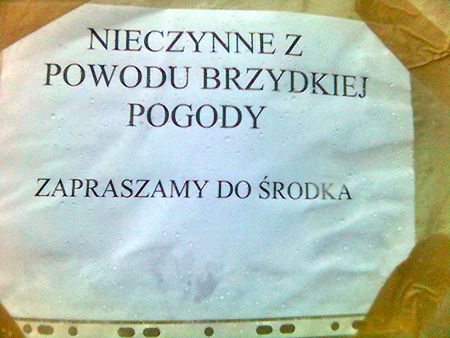 NIECZYNNE Z
POWODU BRZYDKIEJ
POGODY
ZAPRASZAMY DO ŚRODKA